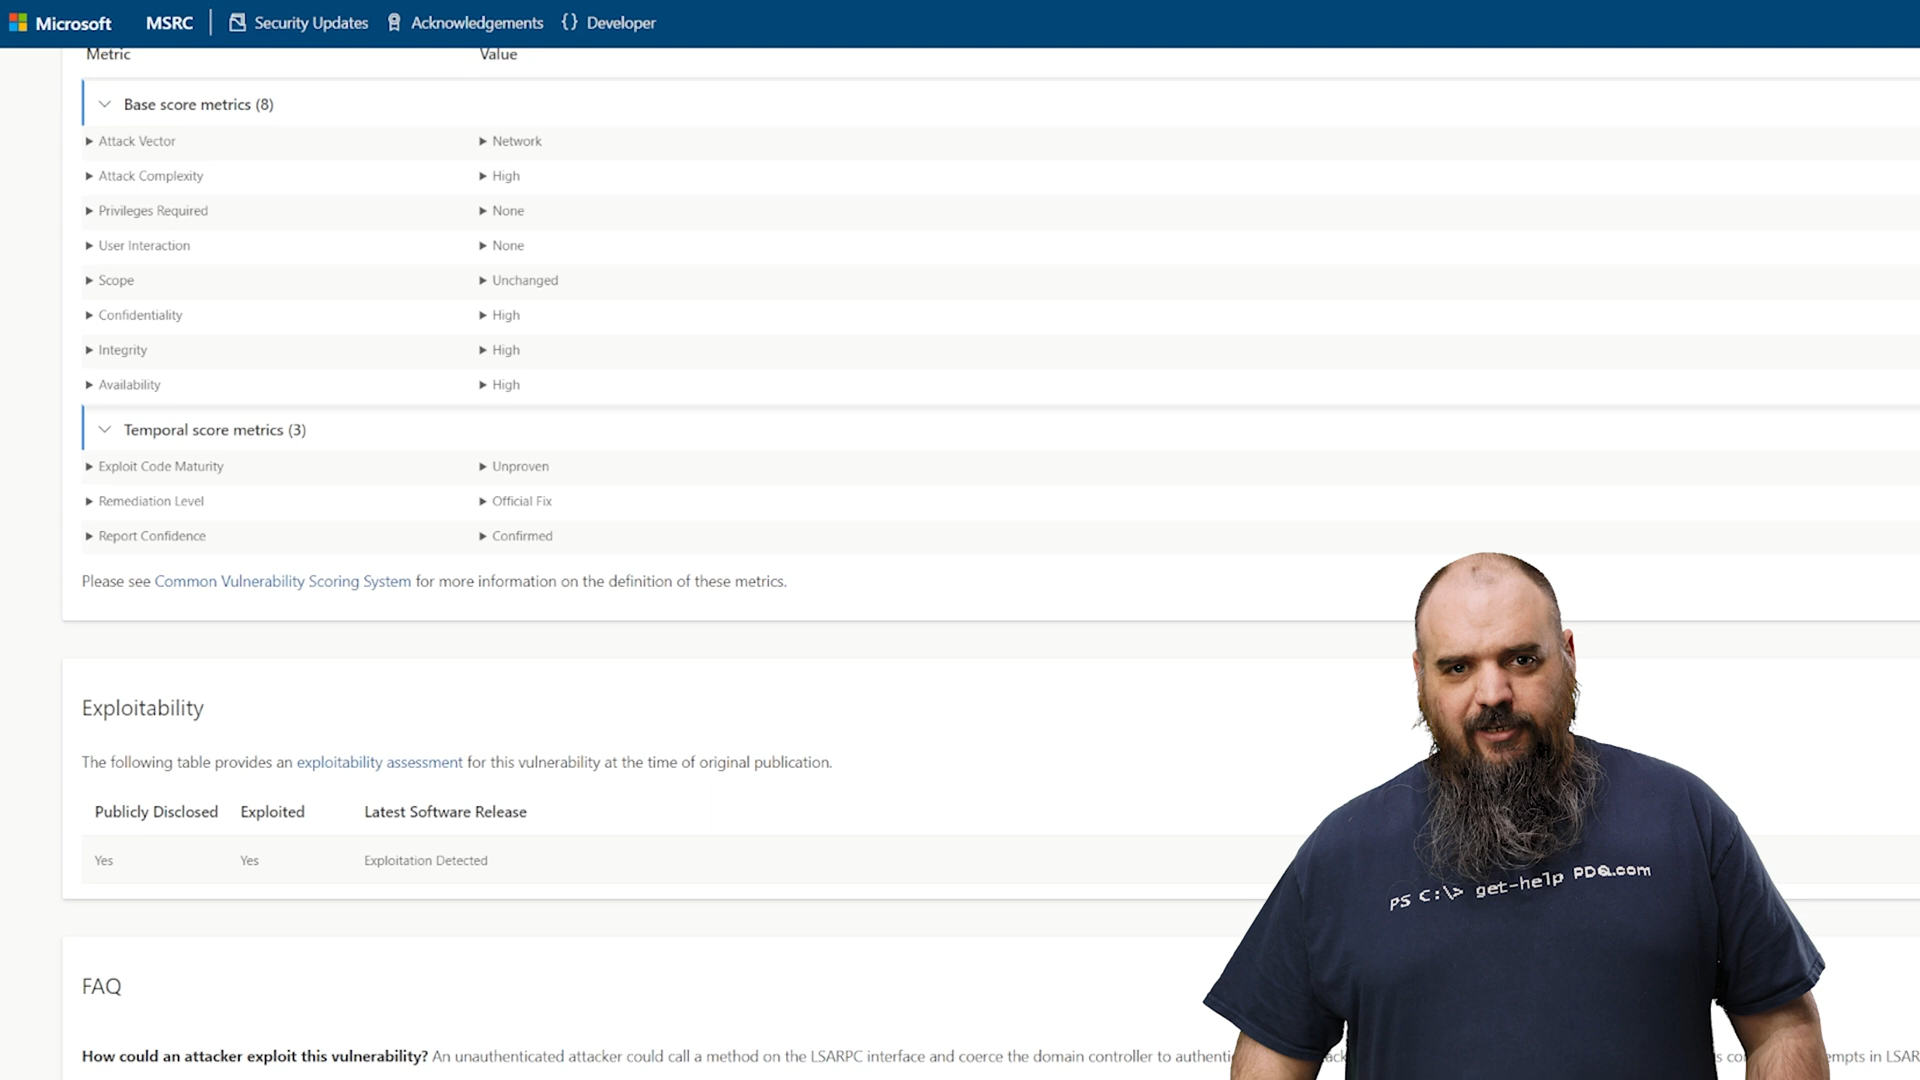 Microsoft MSRC Security Updates Acknowledgements Developer
Metric Value
Base score metrics (8)
Attack Vector Network
Attack Complexity High
Privileges Required None
User Interaction None
Scope Unchanged
Confidentiality High
Integrity High
Availability High
Temporal score metrics (3)
Exploit Code Maturity Unproven
Remediation Level Official Fix
Report Confidence Confirmed
Please see Common Vulnerability Scoring System for more information on the definition of these metrics.
Exploitability
The following table provides an exploitability assessment for this vulnerability at the time of original publication.
Publicly Disclosed Exploited Latest Software Release
Yes Yes Exploitation Detected
PS C:\> get-help PDQ.com
FAQ
How could an attacker exploit this vulnerability? An unauthenticated attacker could call a method on the LSARPC interface and coerce the domain controller to